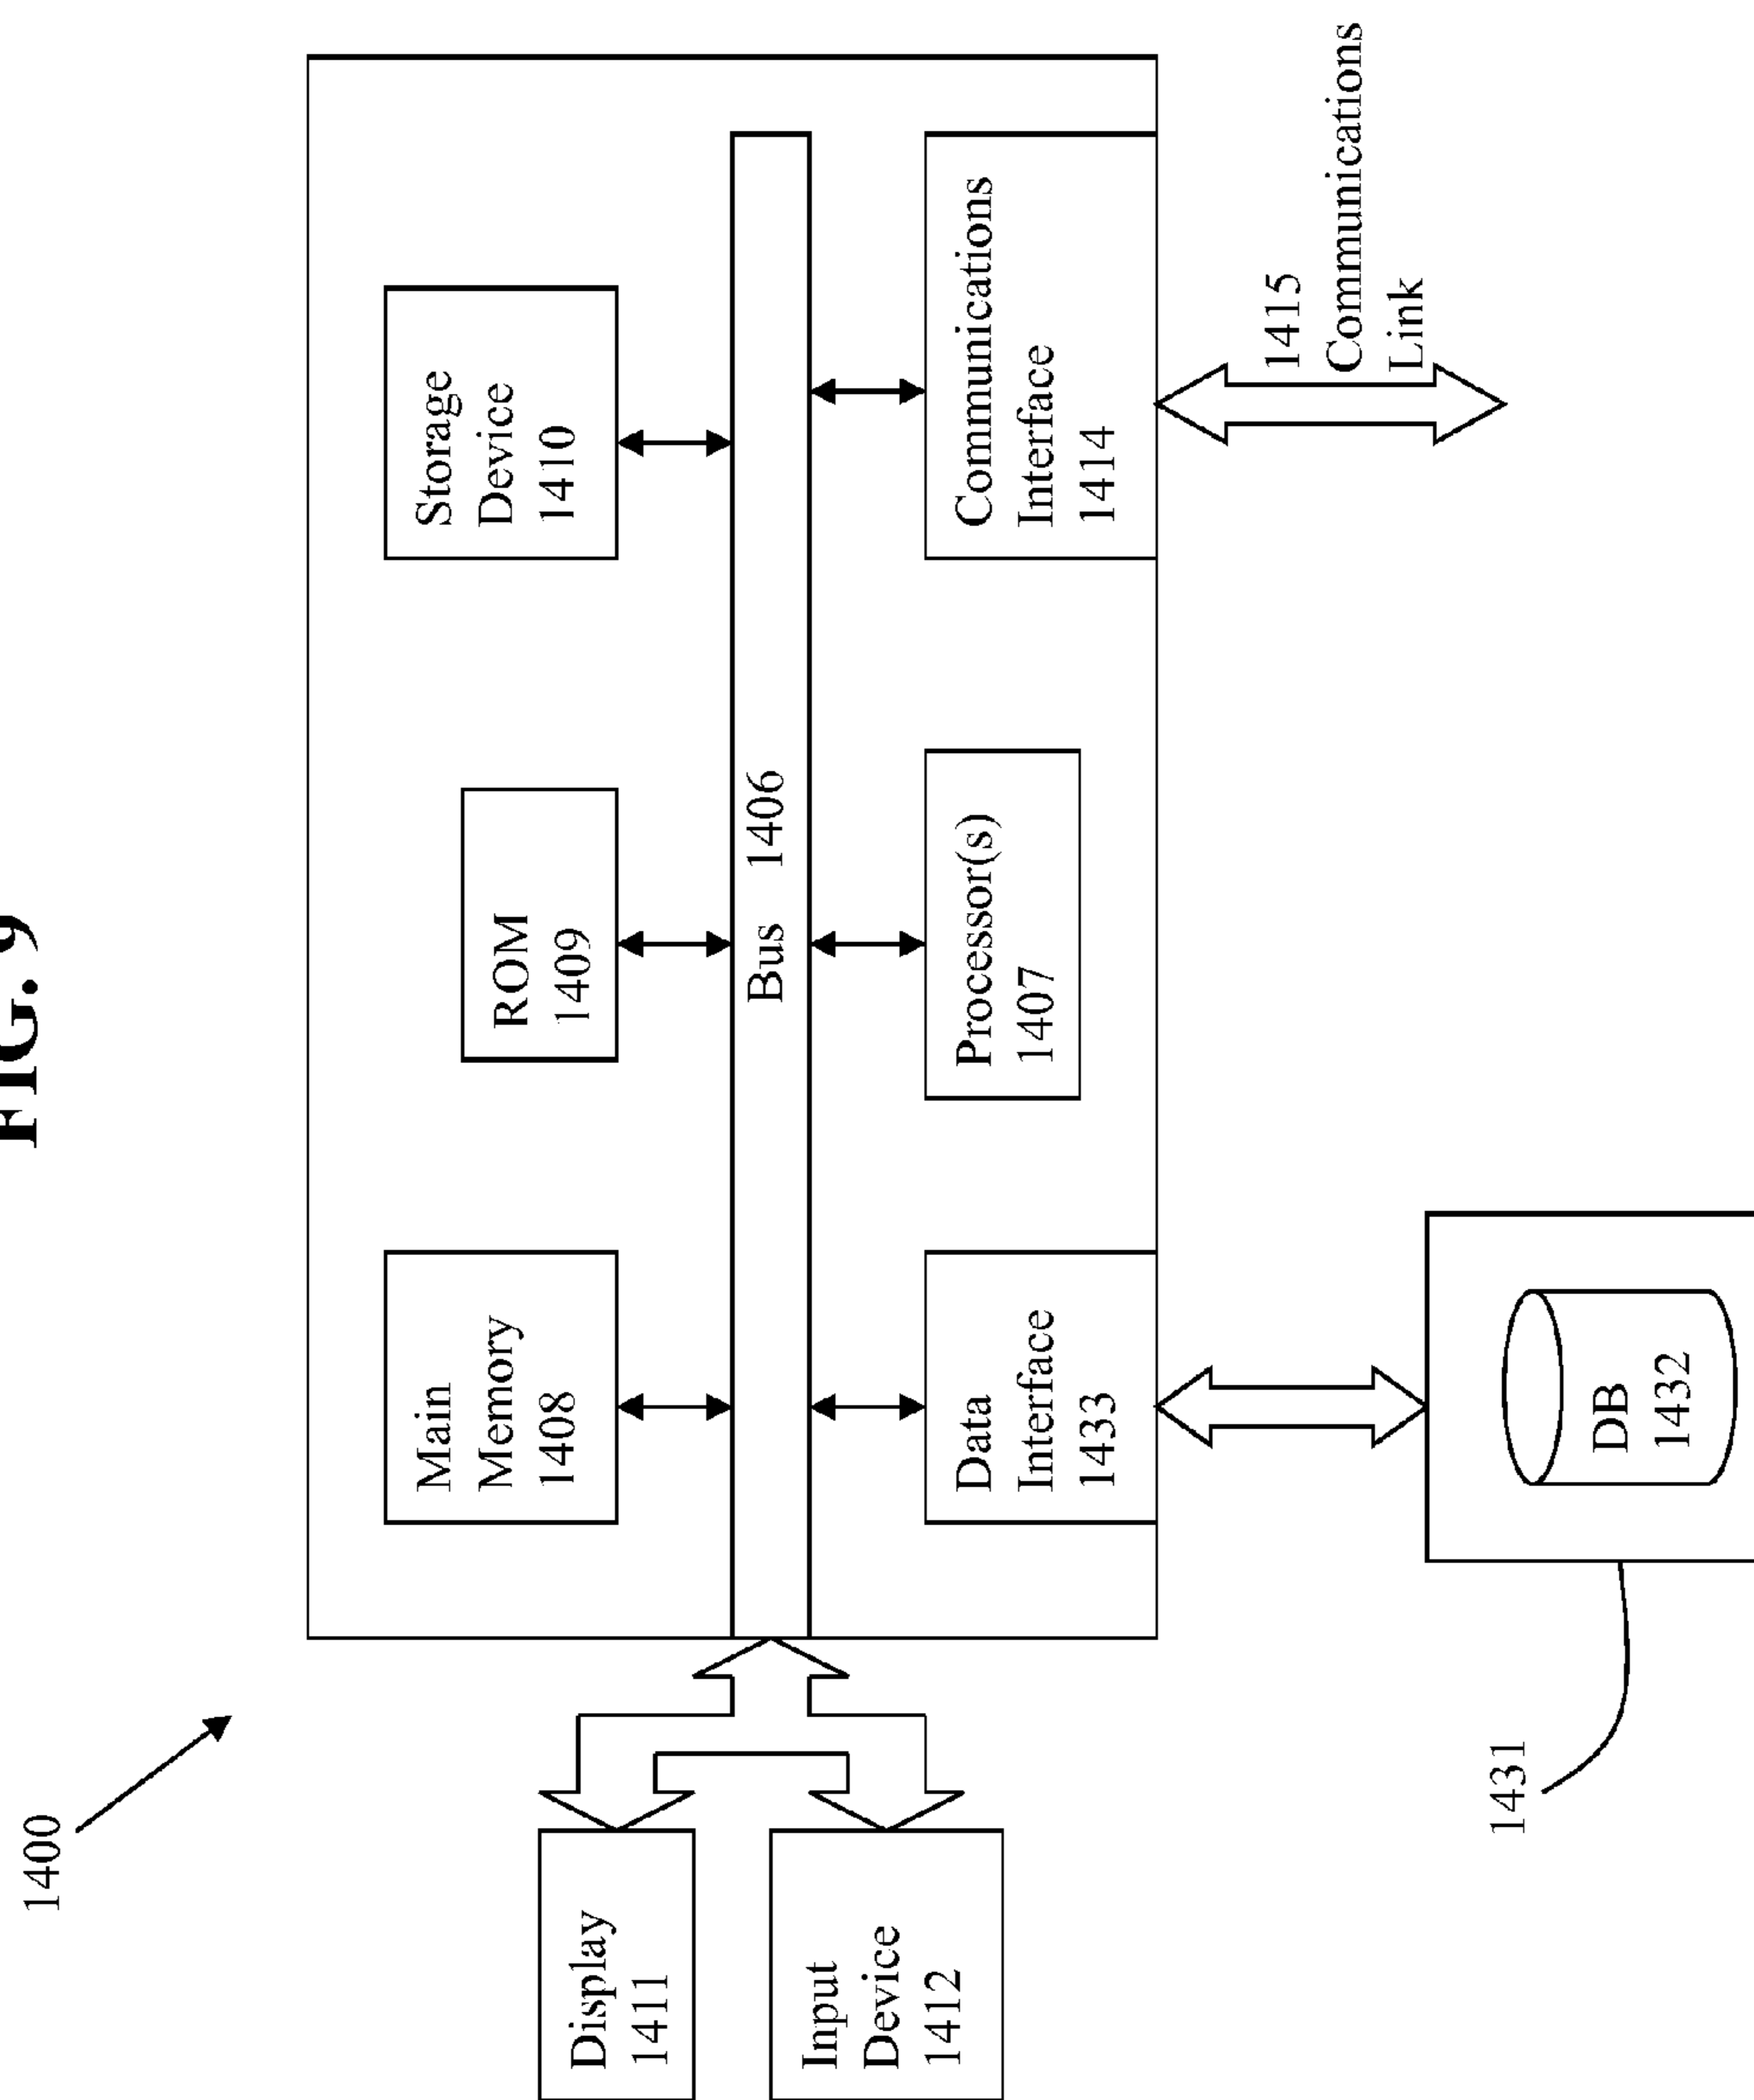 FIG. 9
1400
Main
Memory
1408
ROM
1409
Storage
Device
1410
Display
1411
Bus 1406
Input
Device
1412
Data
Interface
1433
Processor(s)
1407
Communications
Interface
1414
1415
Communications
Link
1431
DB
1432